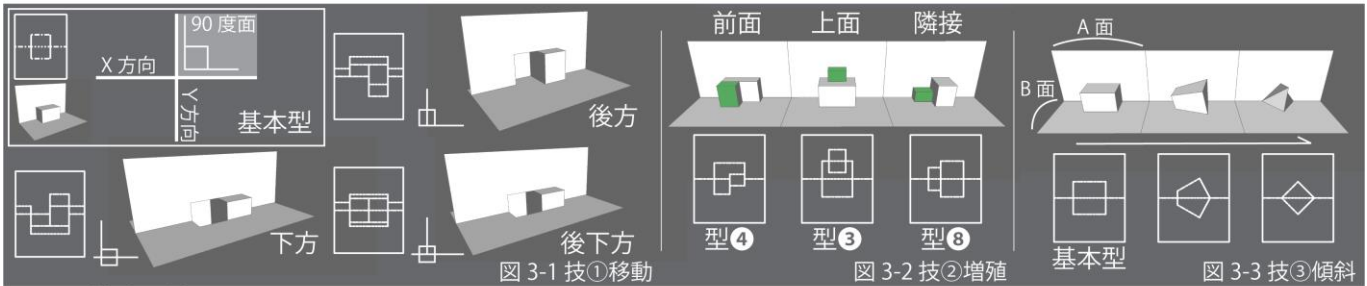 90 度面
X 方向
Y方向
基本型
後方
下方
後下方
図 3-1 技①移動
前面
上面
隣接
型❹
型❸
型❽
図 3-2 技②増殖
A 面
B 面
基本型
図 3-3 技③傾斜